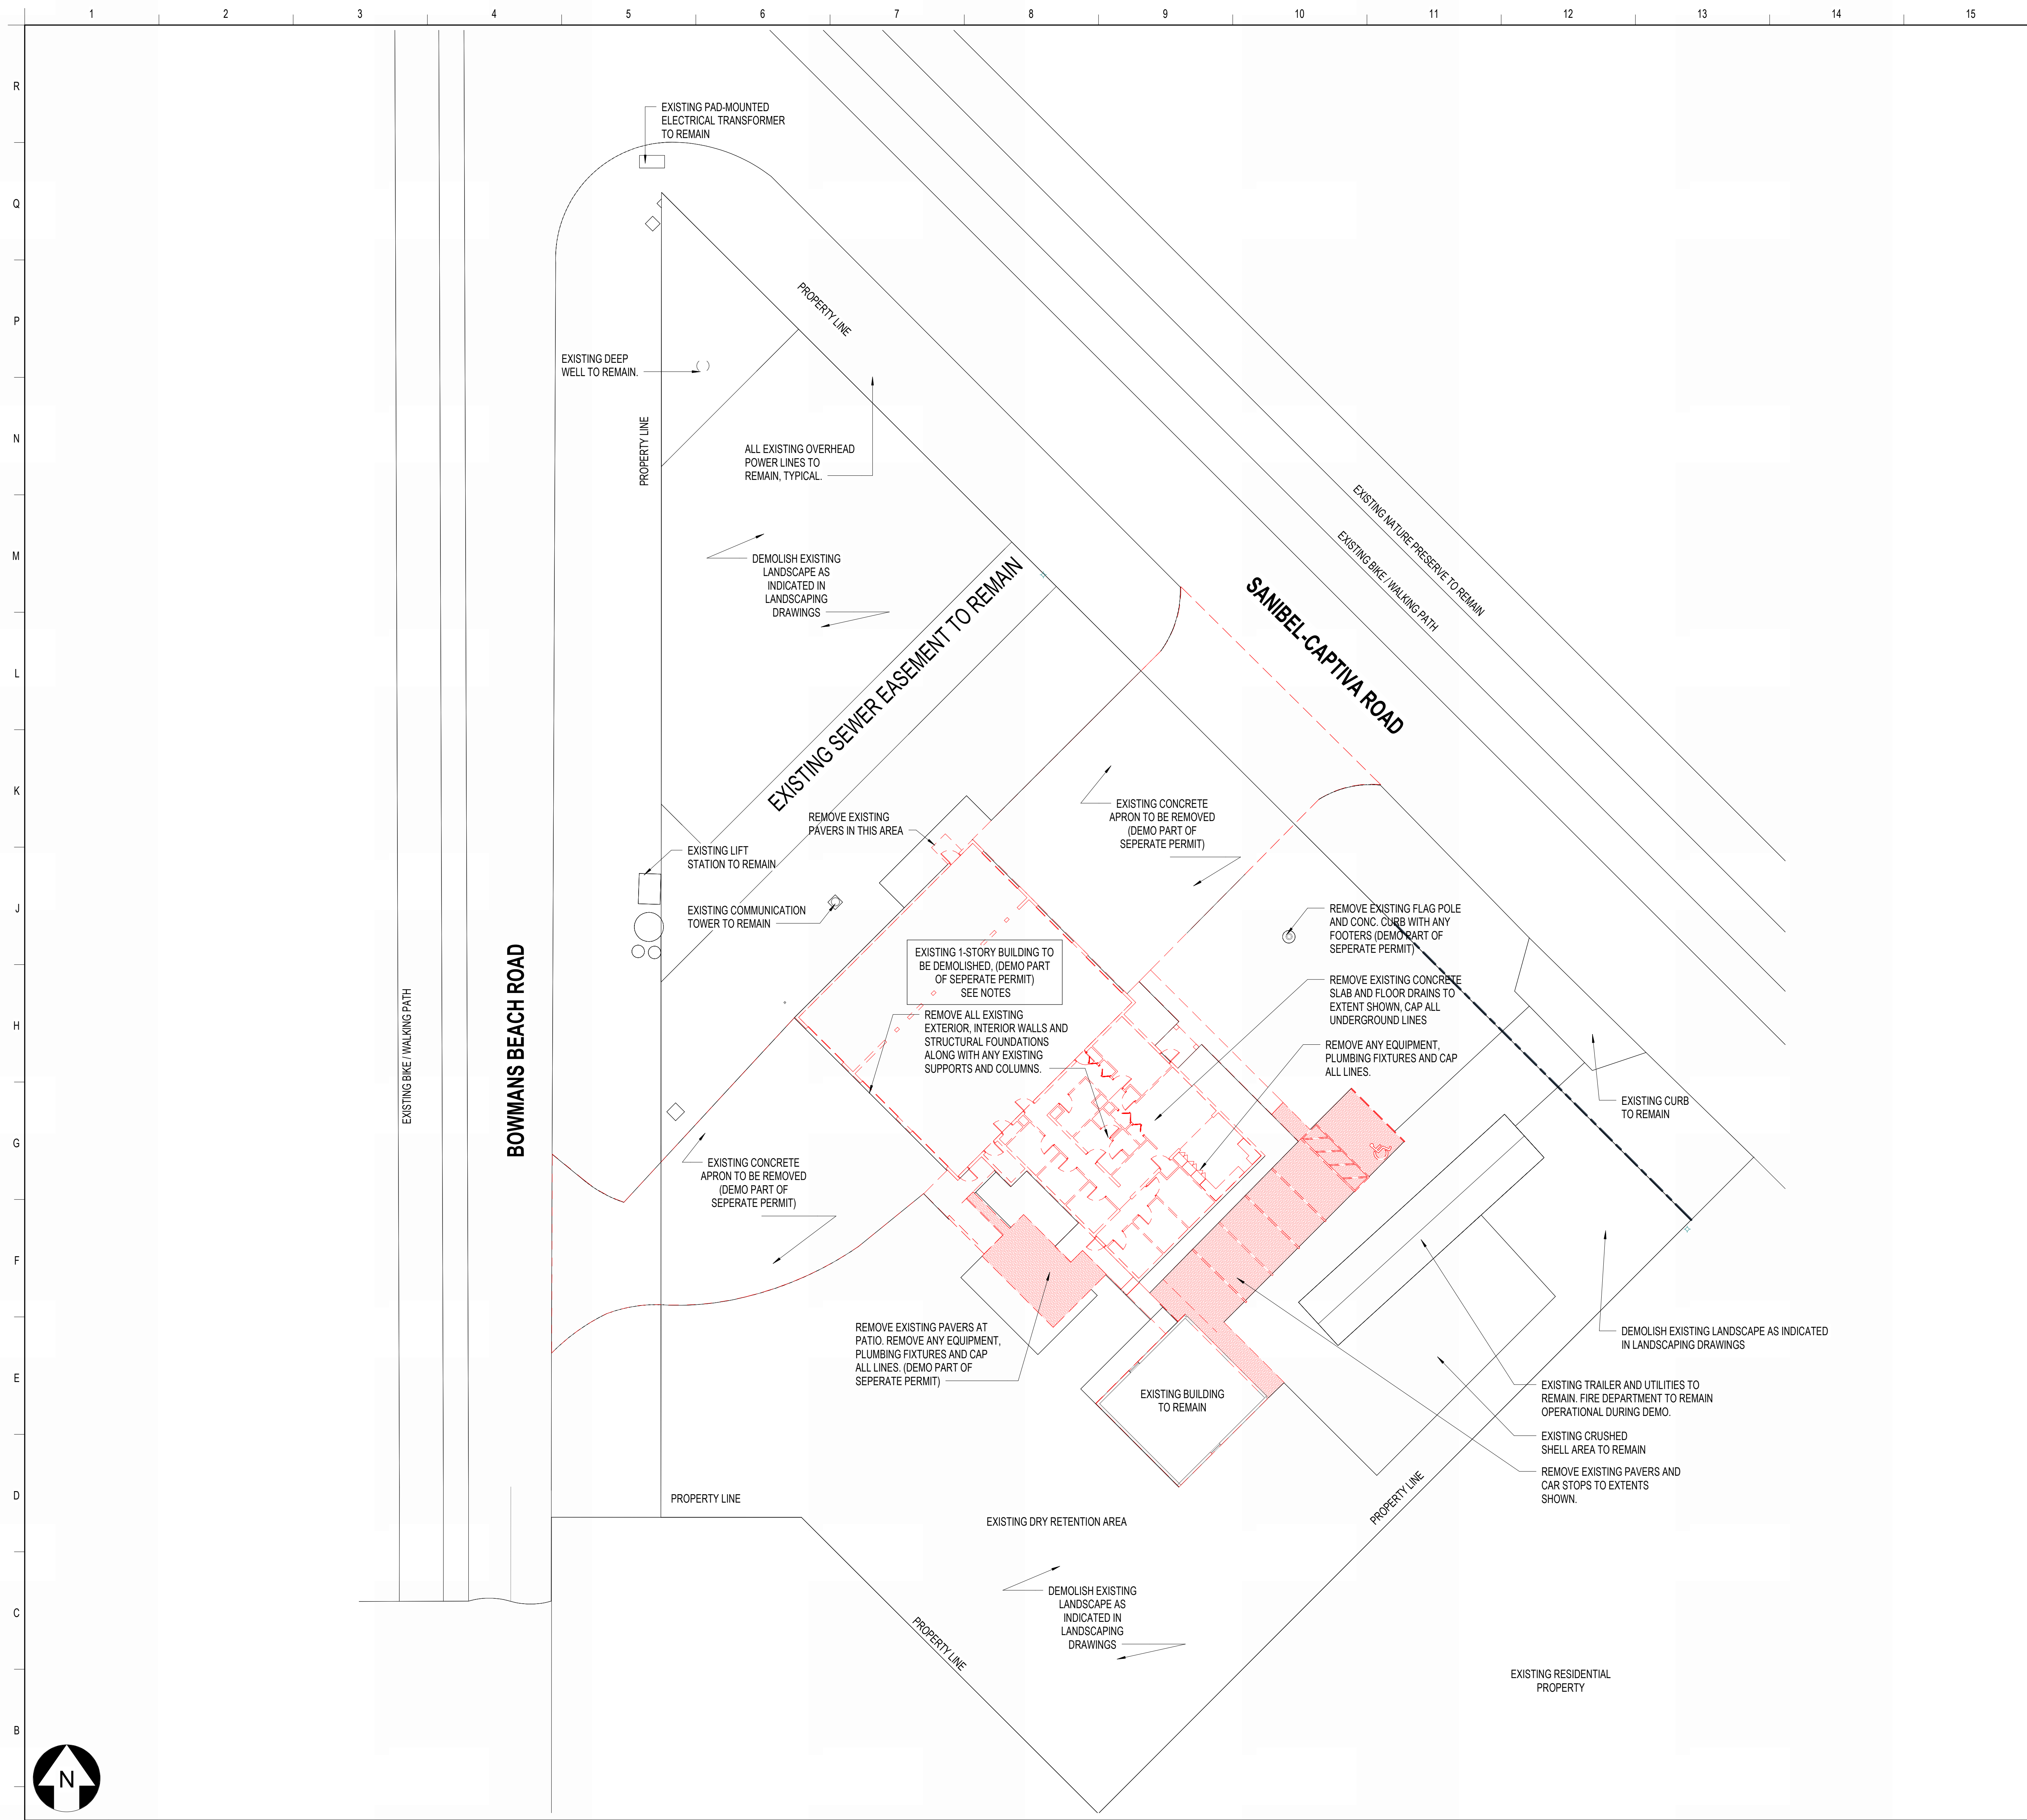 1 2 3 4 5 6 7 8 9 10 11 12 13 14 15
R
Q
P
N
M
L
K
J
H
G
F
E
D
C
B
EXISTING PAD-MOUNTED
ELECTRICAL TRANSFORMER
TO REMAIN
PROPERTY LINE
EXISTING DEEP
WELL TO REMAIN.
PROPERTY LINE
ALL EXISTING OVERHEAD
POWER LINES TO
REMAIN, TYPICAL.
EXISTING NATURE PRESERVE TO REMAIN
EXISTING BIKE / WALKING PATH
SANIBEL-CAPTIVA ROAD
DEMOLISH EXISTING
LANDSCAPE AS
INDICATED IN
LANDSCAPING
DRAWINGS
EXISTING SEWER EASEMENT TO REMAIN
REMOVE EXISTING
PAVERS IN THIS AREA
EXISTING CONCRETE
APRON TO BE REMOVED
(DEMO PART OF
SEPERATE PERMIT)
EXISTING LIFT
STATION TO REMAIN
EXISTING COMMUNICATION
TOWER TO REMAIN
REMOVE EXISTING FLAG POLE
AND CONC. CURB WITH ANY
FOOTERS (DEMO PART OF
SEPERATE PERMIT)
EXISTING 1-STORY BUILDING TO
BE DEMOLISHED, (DEMO PART
OF SEPERATE PERMIT)
SEE NOTES
REMOVE EXISTING CONCRETE
SLAB AND FLOOR DRAINS TO
EXTENT SHOWN, CAP ALL
UNDERGROUND LINES
REMOVE ALL EXISTING
EXTERIOR, INTERIOR WALLS AND
STRUCTURAL FOUNDATIONS
ALONG WITH ANY EXISTING
SUPPORTS AND COLUMNS.
REMOVE ANY EQUIPMENT,
PLUMBING FIXTURES AND CAP
ALL LINES.
BOWMANS BEACH ROAD
EXISTING BIKE / WALKING PATH
EXISTING CURB
TO REMAIN
EXISTING CONCRETE
APRON TO BE REMOVED
(DEMO PART OF
SEPERATE PERMIT)
REMOVE EXISTING PAVERS AT
PATIO. REMOVE ANY EQUIPMENT,
PLUMBING FIXTURES AND CAP
ALL LINES. (DEMO PART OF
SEPERATE PERMIT)
DEMOLISH EXISTING LANDSCAPE AS INDICATED
IN LANDSCAPING DRAWINGS
EXISTING BUILDING
TO REMAIN
EXISTING TRAILER AND UTILITIES TO
REMAIN. FIRE DEPARTMENT TO REMAIN
OPERATIONAL DURING DEMO.
EXISTING CRUSHED
SHELL AREA TO REMAIN
REMOVE EXISTING PAVERS AND
CAR STOPS TO EXTENTS
SHOWN.
PROPERTY LINE
PROPERTY LINE
EXISTING DRY RETENTION AREA
DEMOLISH EXISTING
LANDSCAPE AS
INDICATED IN
LANDSCAPING
DRAWINGS
PROPERTY LINE
EXISTING RESIDENTIAL
PROPERTY
N